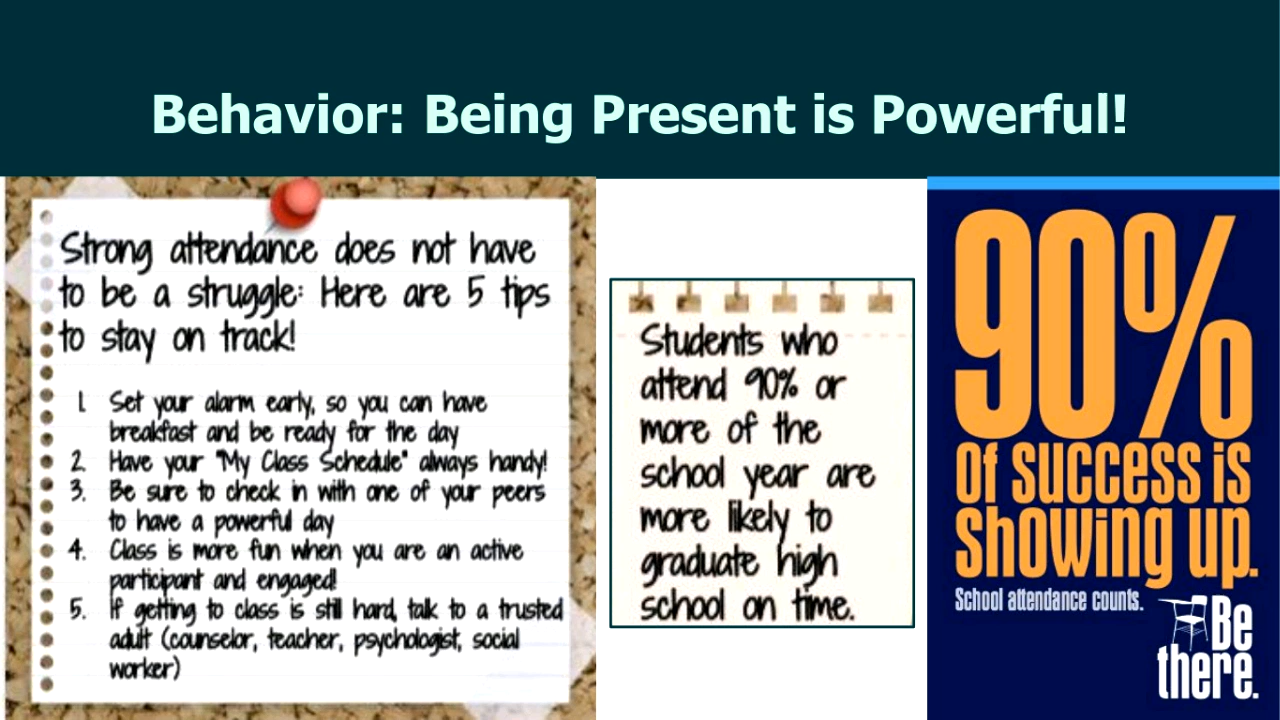 Behavior: Being Present is Powerful!
Strong attendance does not have
to be a struggle: Here are 5 tips
to stay on track!
1. Set your alarm early, so you can have
breakfast and be ready for the day
2. Have your "My Class Schedule" always handy!
3. Be sure to check in with one of your peers
to have a powerful day
4. Class is more fun when you are an active
participant and engaged!
5. If getting to class is still hard, talk to a trusted
adult (counselor, teacher, psychologist, social
worker)
Students who
attend 90% or
more of the
school year are
more likely to
graduate high
school on time.
90%
of success is
showing up.
School attendance counts.
Be
there.